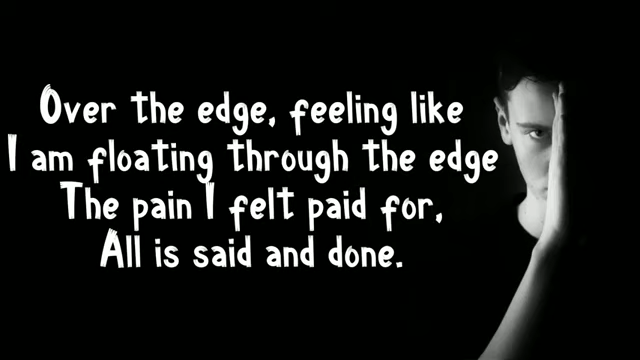 Over the edge, feeling like
I am floating through the edge
The pain I felt paid for,
All is said and done.